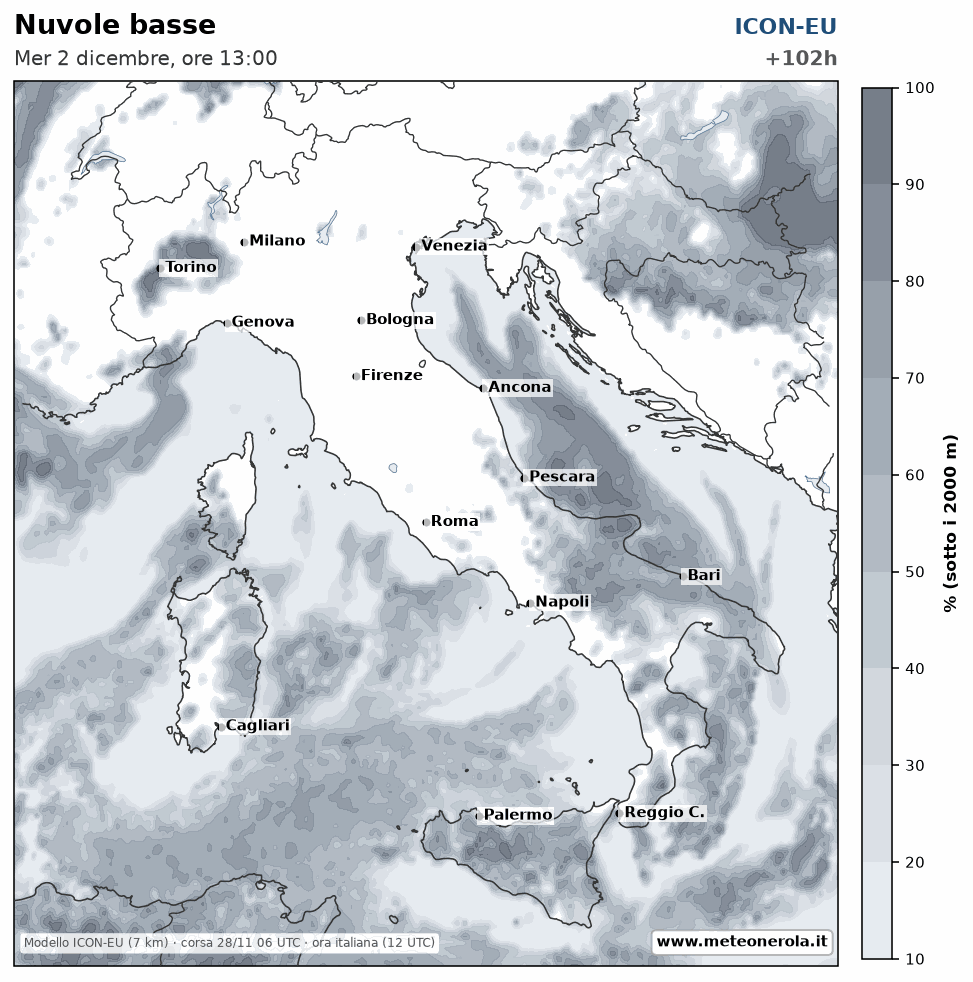 Nuvole basse
ICON-EU
Mer 2 dicembre, ore 13:00
+102h
100
90
80
70
60
50
40
30
20
10
% (sotto i 2000 m)
Milano
Venezia
Torino
Genova
Bologna
Firenze
Ancona
Pescara
Roma
Bari
Napoli
Cagliari
Palermo
Reggio C.
Modello ICON-EU (7 km) · corsa 28/11 06 UTC · ora italiana (12 UTC)
www.meteonerola.it